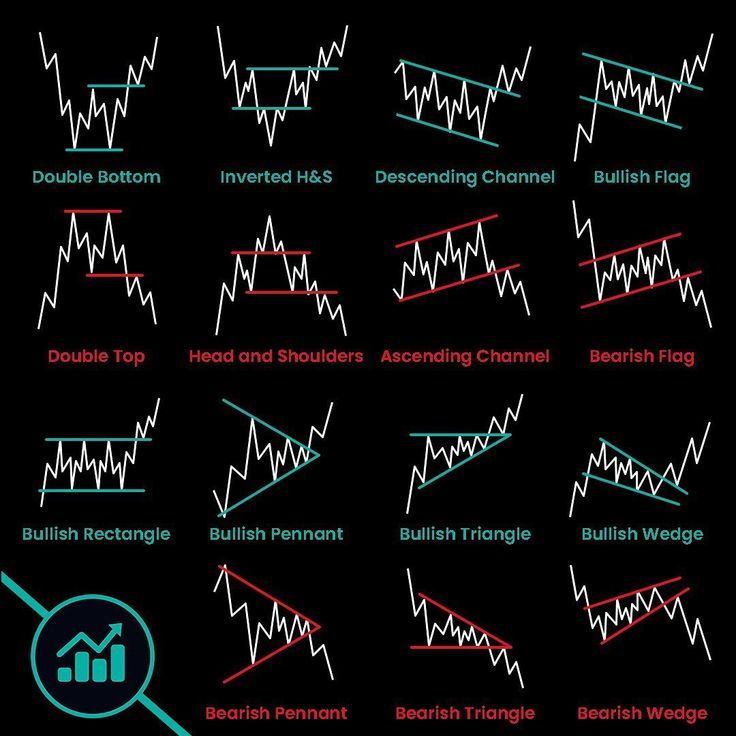 Double Bottom
Inverted H&S
Descending Channel
Bullish Flag
Double Top
Head and Shoulders
Ascending Channel
Bearish Flag
Bullish Rectangle
Bullish Pennant
Bullish Triangle
Bullish Wedge
Bearish Pennant
Bearish Triangle
Bearish Wedge